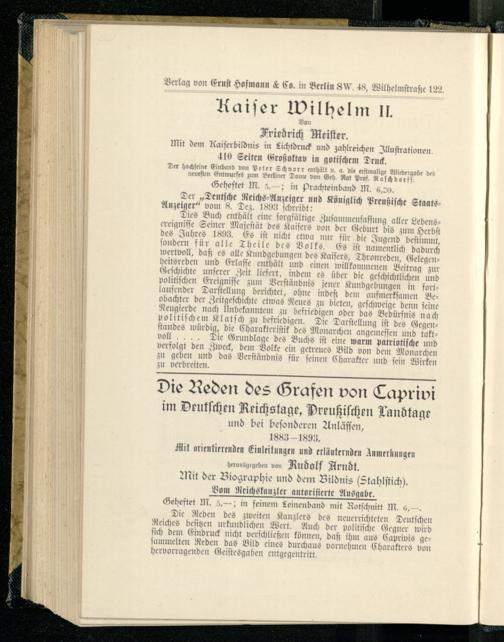 Verlag von Ernst Hofmann & Co. in Berlin SW. 48, Wilhelmstraße 122.
Kaiser Wilhelm II.
Von
Friedrich Meister.
Mit dem Kaiserbildnis in Lichtdruck und zahlreichen Illustrationen.
410 Seiten Großoktav in gotischem Druck.
Der hochfeine Einband von Peter Schnorr enthält u. a. die erstmalige Wiedergabe des
neuesten Entwurfes zum Berliner Dome von Geh. Rat Prof. Raschdorff.
Geheftet M. 5,—; in Prachteinband M. 6,20.
Der „Deutsche Reichs-Anzeiger und Königlich Preußische Staats-
Anzeiger“ vom 8. Dez. 1893 schreibt:
Dies Buch enthält eine sorgfältige Zusammenfassung aller Lebens-
ereignisse Seiner Majestät des Kaisers von der Geburt bis zum Herbst
des Jahres 1893. Es ist nicht etwa nur für die Jugend bestimmt,
sondern für alle Theile des Volks. Es ist namentlich dadurch
wertvoll, daß es alle Kundgebungen des Kaisers, Thronreden, Gelegen-
heitsreden und Erlasse enthält und einen willkommenen Beitrag zur
Geschichte unserer Zeit liefert, indem es über die geschichtlichen und
politischen Ereignisse zum Verständnis jener Kundgebungen in fort-
laufender Darstellung berichtet, ohne indeß dem aufmerksamen Be-
obachter der Zeitgeschichte etwas Neues zu bieten, geschweige denn seine
Neugierde nach Unbekanntem zu befriedigen oder das Bedürfnis nach
politischem Klatsch zu befriedigen. Die Darstellung ist des Gegen-
standes würdig, die Charakteristik des Monarchen angemessen und takt-
voll .... Die Grundlage des Buchs ist eine warm patriotische und
verfolgt den Zweck, dem Volke ein getreues Bild von dem Monarchen
zu geben und das Verständnis für seinen Charakter und sein Wirken
zu verbreiten.
Die Reden des Grafen von Caprivi
im Deutschen Reichstage, Preußischen Landtage
und bei besonderen Anlässen,
1883—1893.
Mit orientierenden Einleitungen und erläuternden Anmerkungen
herausgegeben von Rudolf Arndt.
Mit der Biographie und dem Bildnis (Stahlstich).
Vom Reichskanzler autorisierte Ausgabe.
Geheftet M. 5,—; in feinem Leinenband mit Rotschnitt M. 6,—.
Die Reden des zweiten Kanzlers des neuerrichteten Deutschen
Reiches besitzen urkundlichen Wert. Auch der politische Gegner wird
sich dem Eindruck nicht verschließen können, daß ihm aus Caprivis ge-
sammelten Reden das Bild eines durchaus vornehmen Charakters von
hervorragenden Geistesgaben entgegentritt.